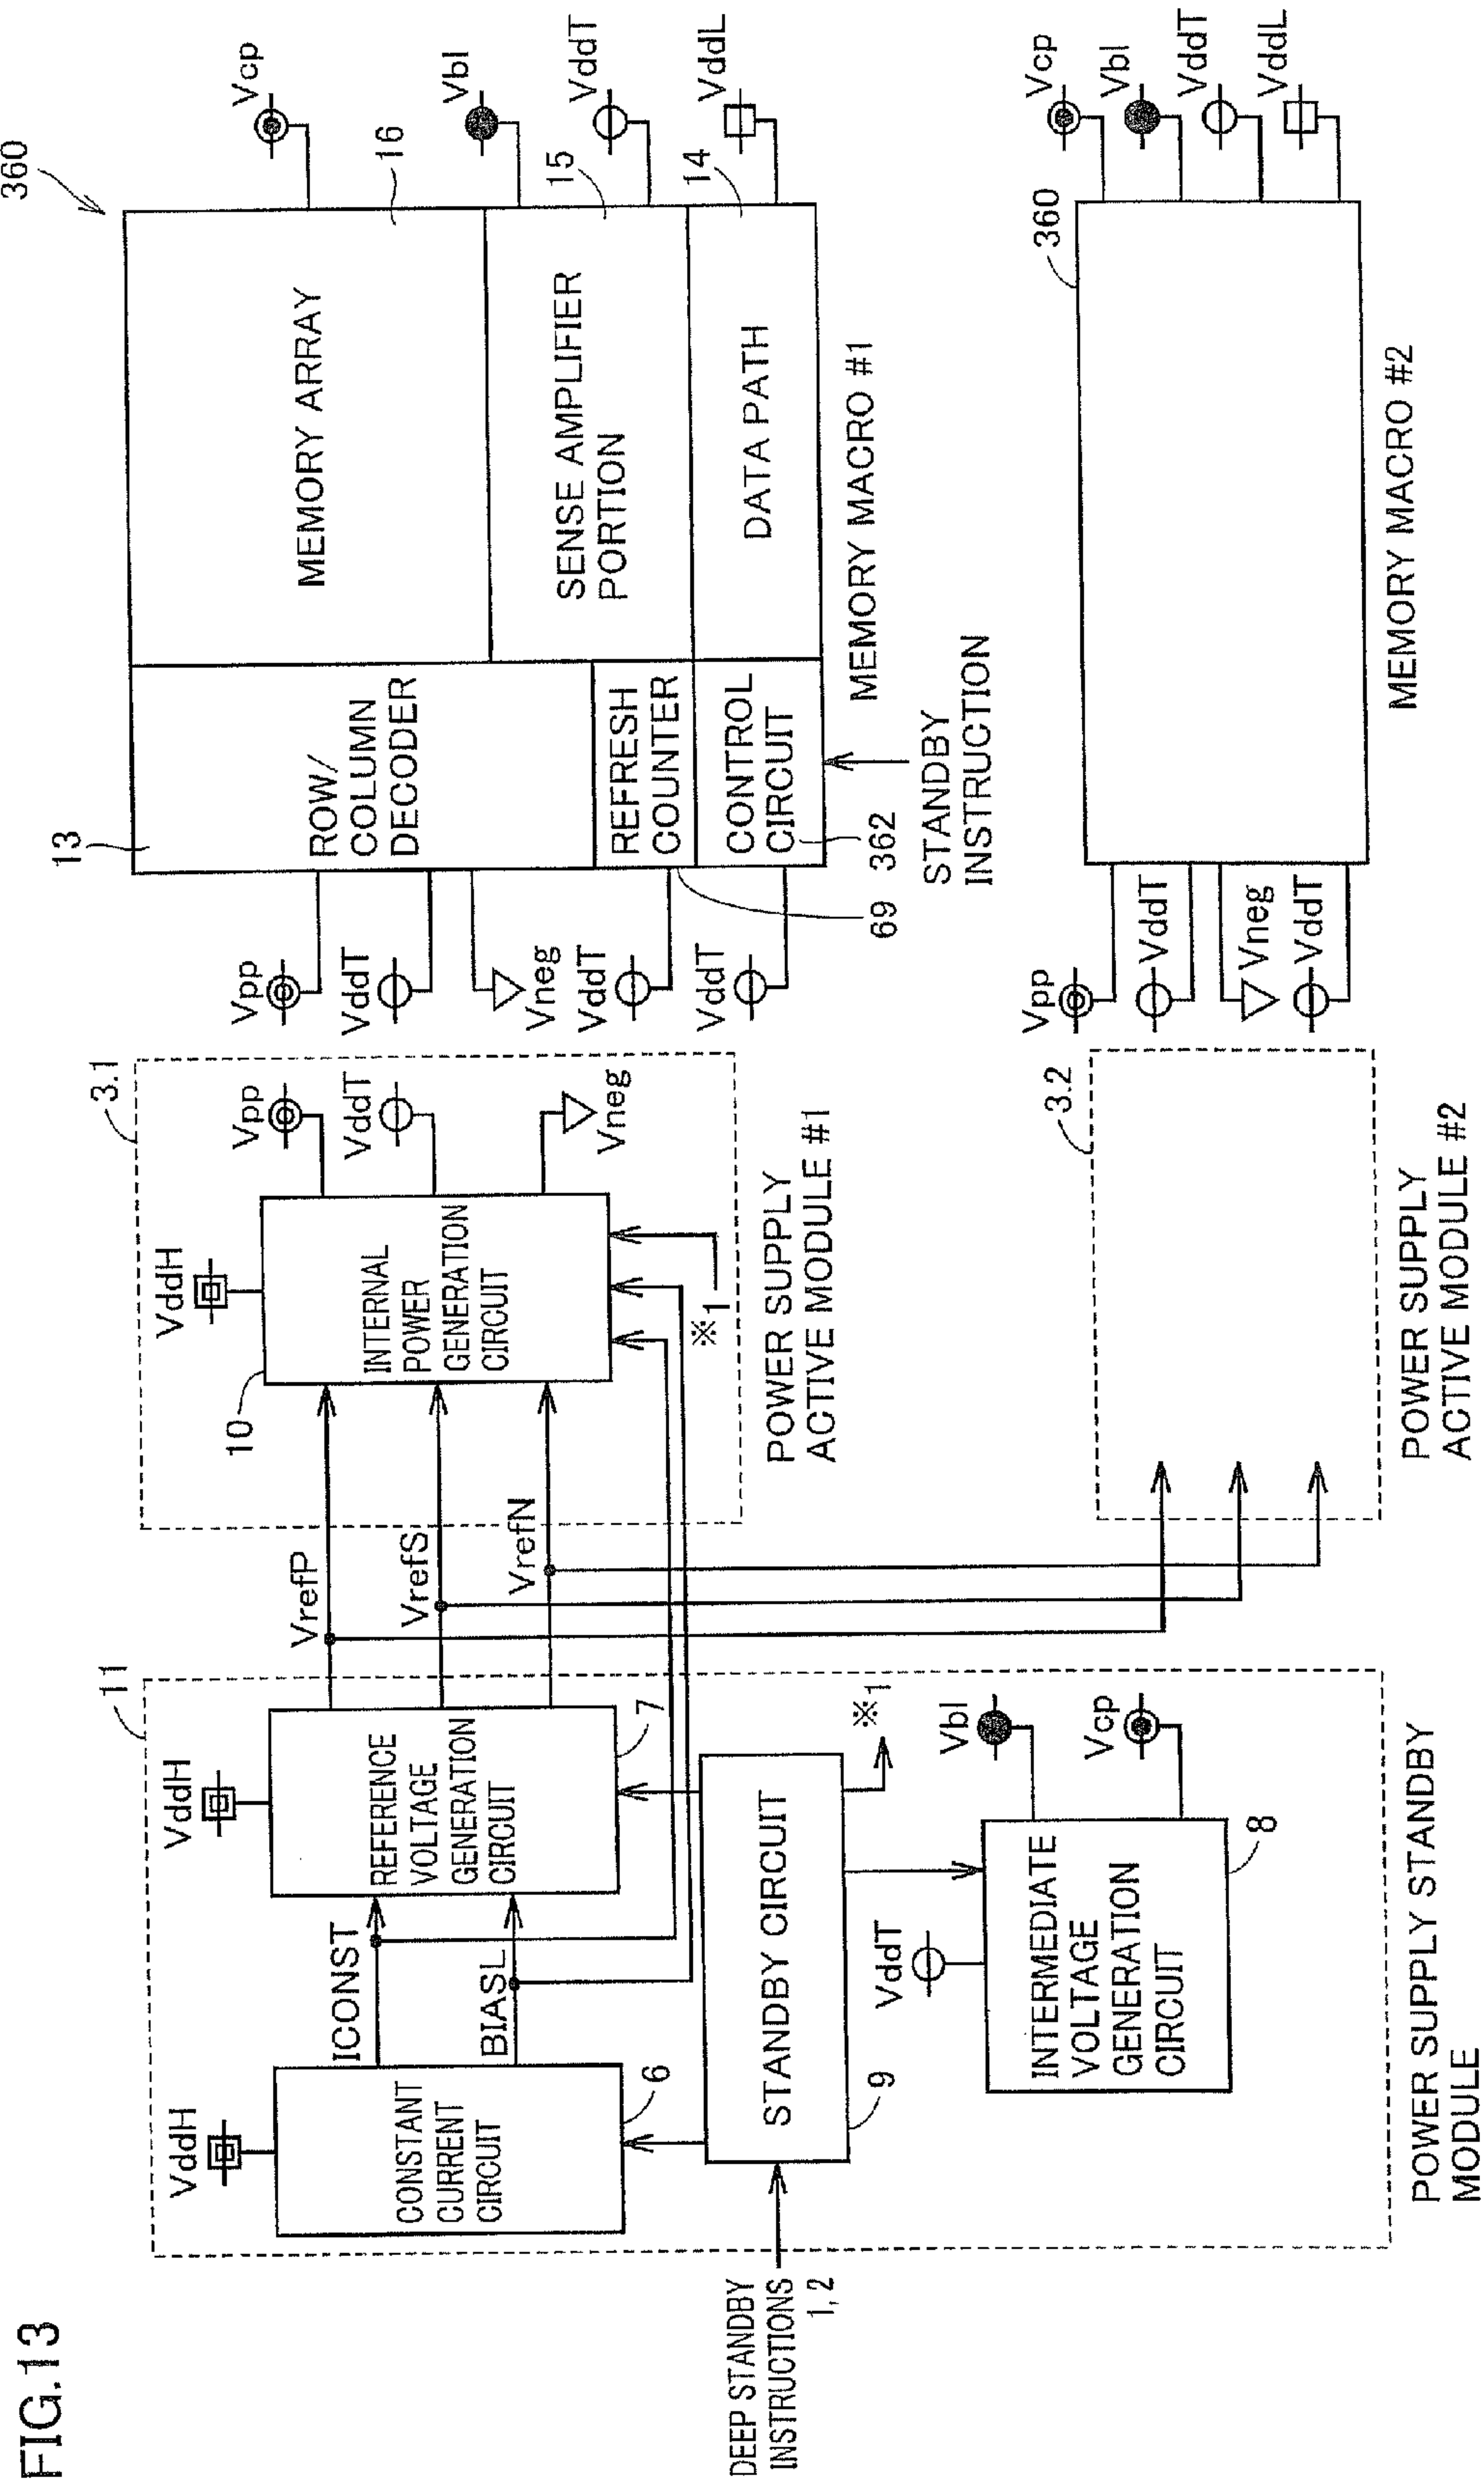 FIG.13
11
VddH
CONSTANT
CURRENT
CIRCUIT
6
ICONST
BIASL
VddH
REFERENCE
VOLTAGE
GENERATION
CIRCUIT
7
DEEP STANDBY
INSTRUCTIONS
1, 2
STANDBY CIRCUIT
9
※1
VddT
INTERMEDIATE
VOLTAGE
GENERATION
CIRCUIT
8
Vbl
Vcp
POWER SUPPLY STANDBY
MODULE
VrefP
VrefS
VrefN
3.1
VddH
10
INTERNAL
POWER
GENERATION
CIRCUIT
Vpp
VddT
Vneg
※1
POWER SUPPLY
ACTIVE MODULE #1
3.2
POWER SUPPLY
ACTIVE MODULE #2
360
13
Vpp
VddT
Vneg
VddT
VddT
ROW/
COLUMN
DECODER
REFRESH
COUNTER
CONTROL
CIRCUIT
69
362
MEMORY ARRAY
16
SENSE AMPLIFIER
PORTION
15
DATA PATH
14
Vcp
Vbl
VddT
VddL
STANDBY
INSTRUCTION
MEMORY MACRO #1
360
Vpp
VddT
Vneg
VddT
Vcp
Vbl
VddT
VddL
MEMORY MACRO #2